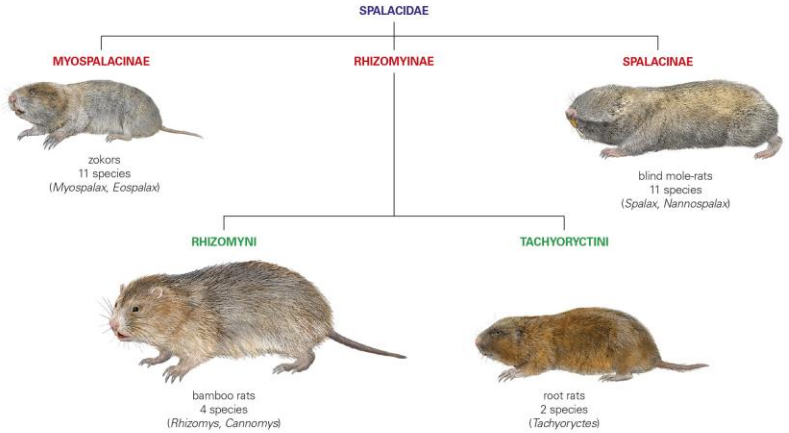 SPALACIDAE
MYOSPALACINAE
RHIZOMYINAE
SPALACINAE
zokors
11 species
(Myospalax, Eospalax)
blind mole-rats
11 species
(Spalax, Nannospalax)
RHIZOMYNI
TACHYORYCTINI
bamboo rats
4 species
(Rhizomys, Cannomys)
root rats
2 species
(Tachyoryctes)